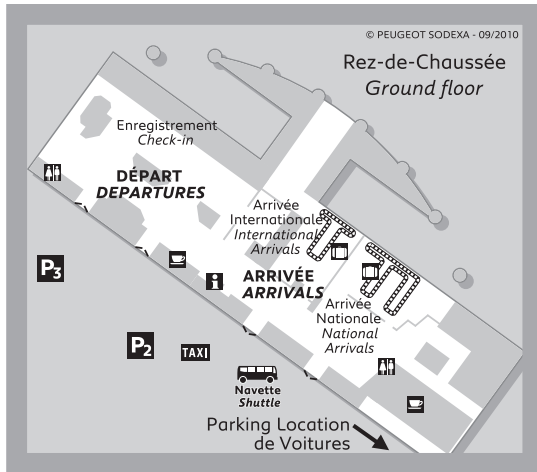 © PEUGEOT SODEXA - 09/2010
Rez-de-Chaussée
Ground floor
Enregistrement
Check-in
DÉPART
DEPARTURES
Arrivée
Internationale
International
Arrivals
ARRIVÉE
ARRIVALS
Arrivée
Nationale
National
Arrivals
P3
i
P2
TAXI
Navette
Shuttle
Parking Location
de Voitures